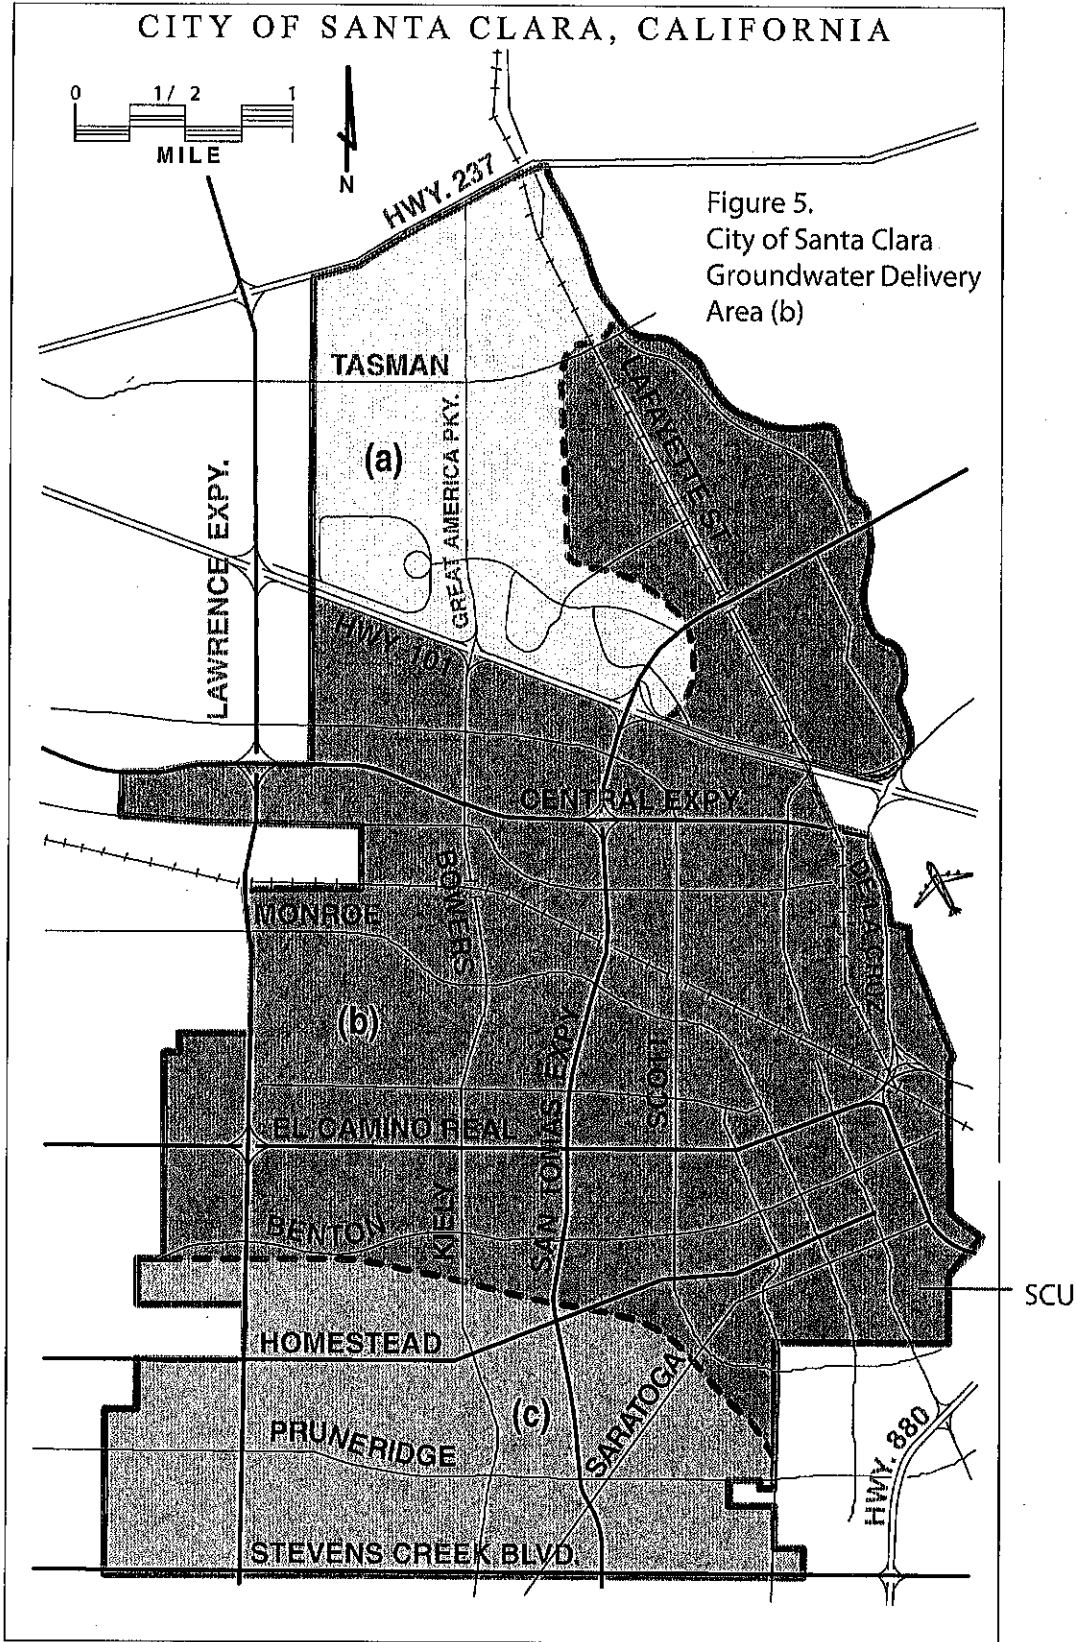 CITY OF SANTA CLARA, CALIFORNIA
0 1/ 2 1
MILE
N
HWY. 237
Figure 5.
City of Santa Clara
Groundwater Delivery
Area (b)
TASMAN
LAFAYETTE ST
(a)
GREAT AMERICA PKY.
LAWRENCE EXPY.
HWY. 101
CENTRAL EXPY.
BOWERS
DE LA CRUZ
MONROE
(b)
SAN TOMAS EXPY.
SCOTT
EL CAMINO REAL
KIELY
BENTON
SCU
HOMESTEAD
SARATOGA
(c)
PRUNERIDGE
HWY. 880
STEVENS CREEK BLVD.